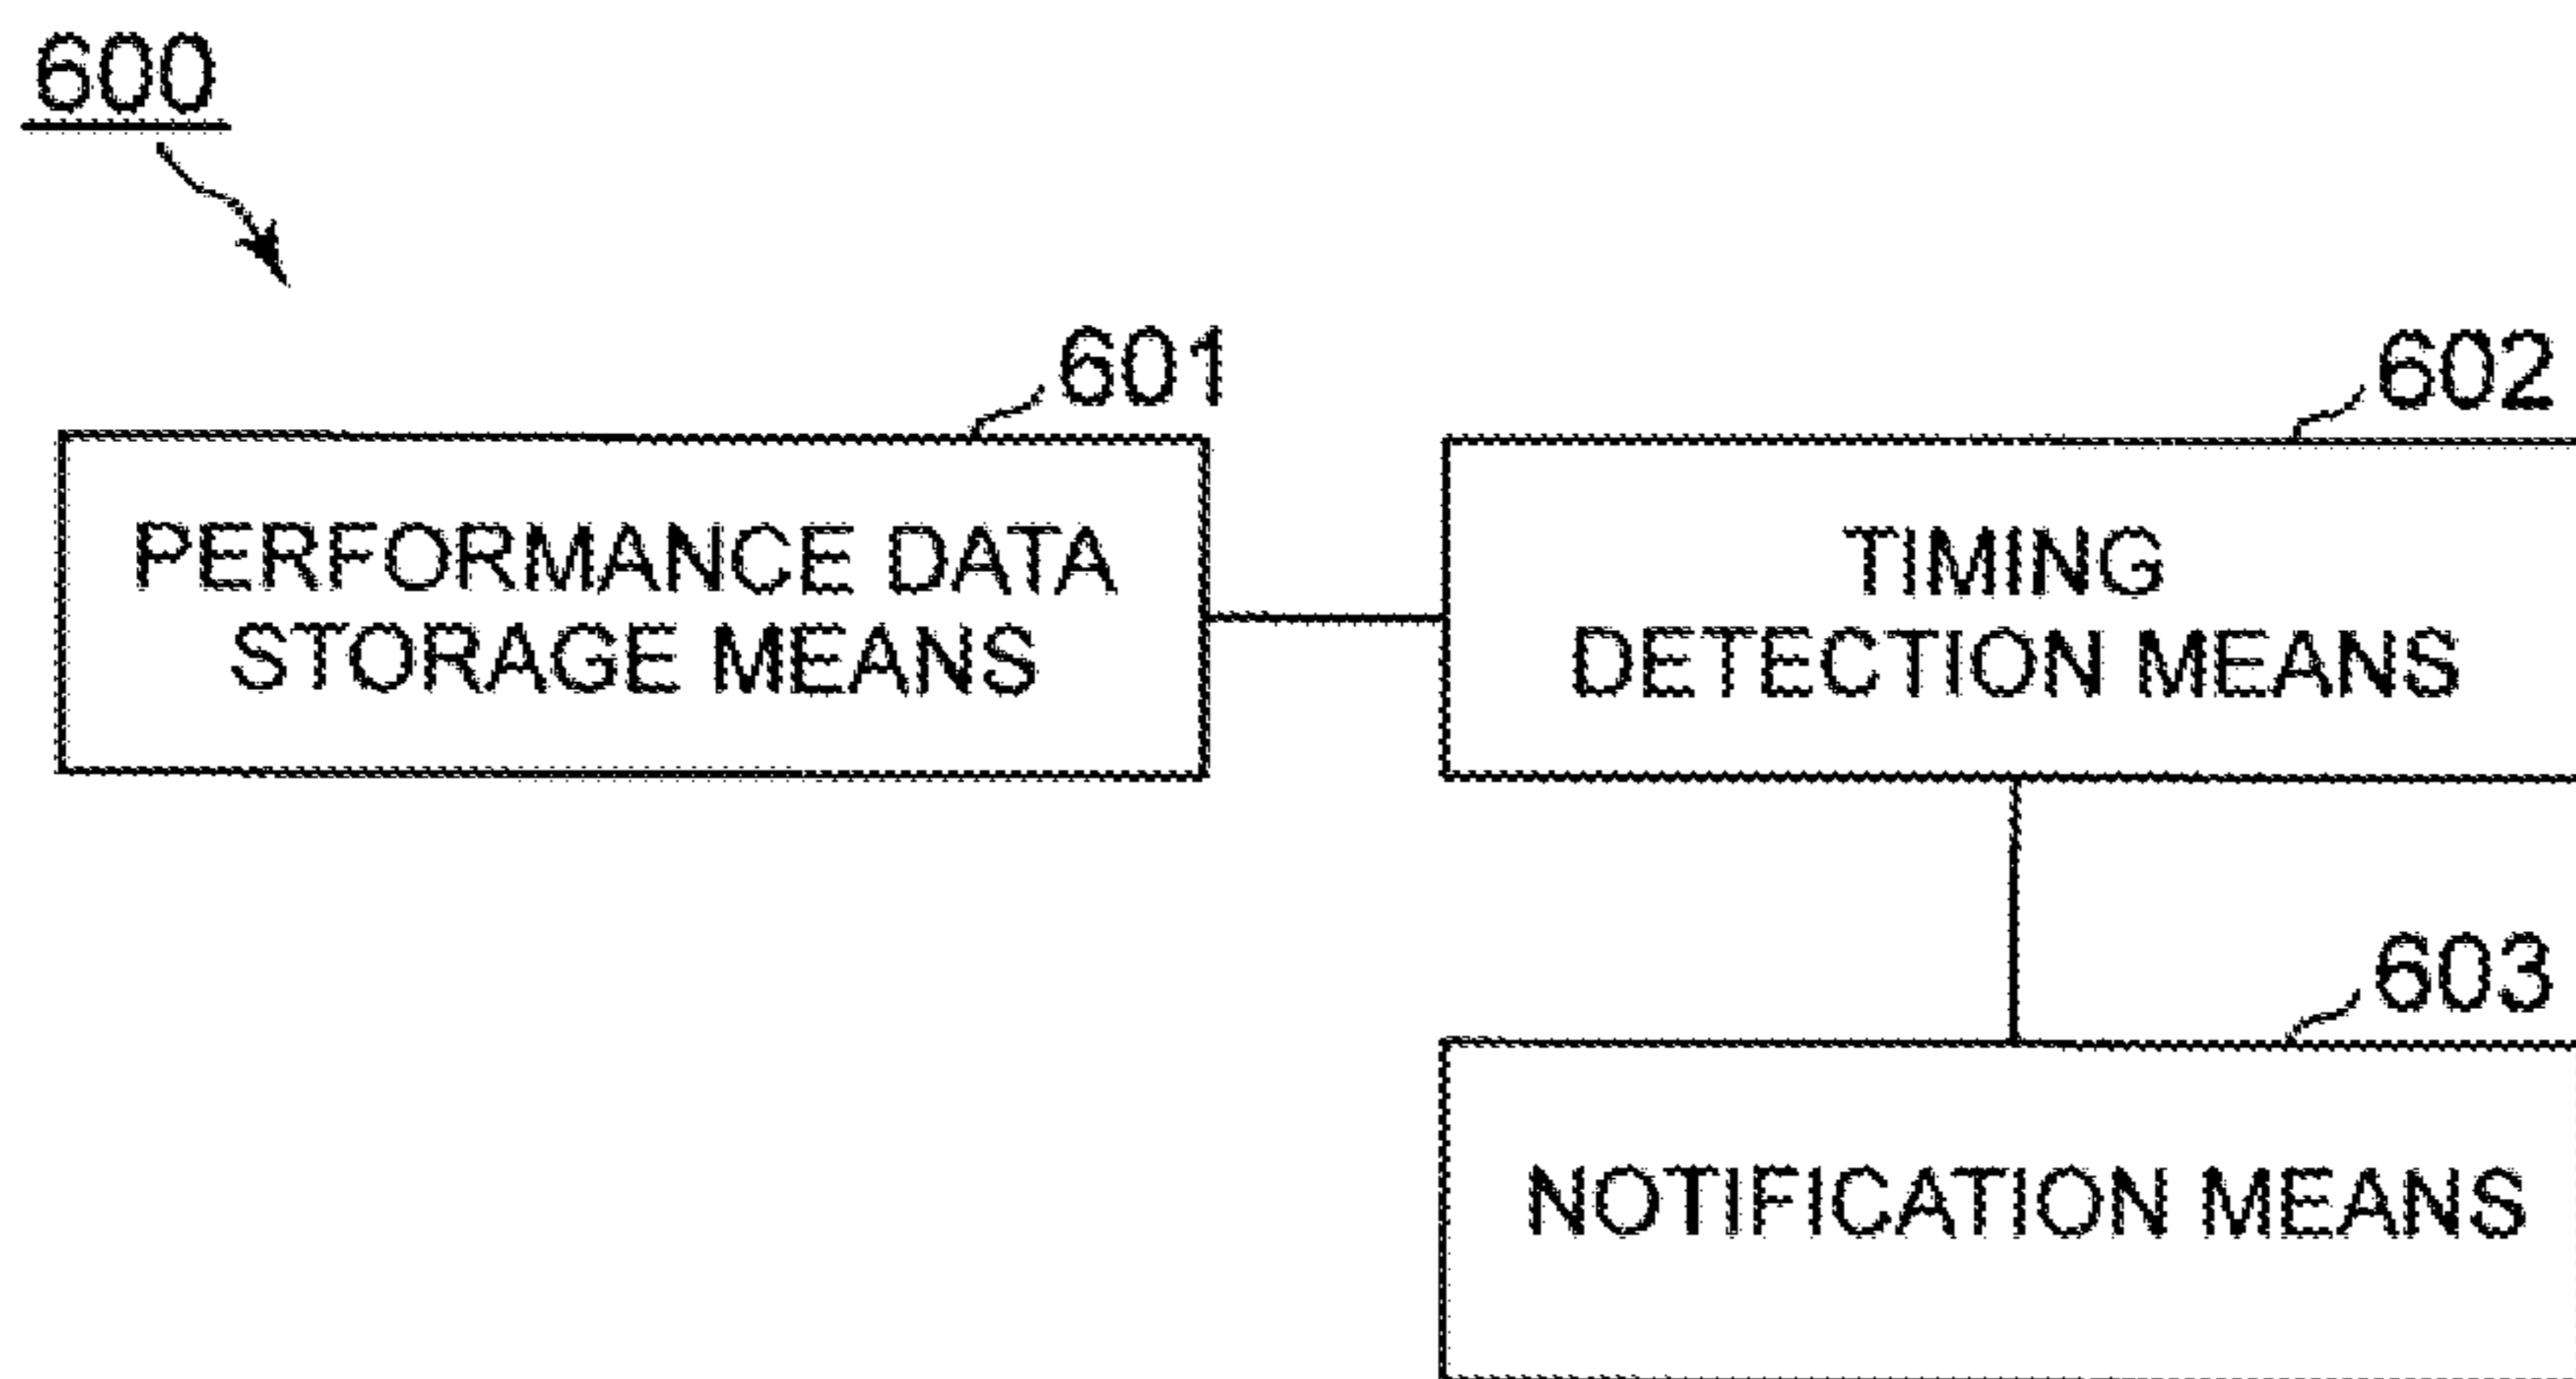 600
601
602
PERFORMANCE DATA
STORAGE MEANS
TIMING
DETECTION MEANS
603
NOTIFICATION MEANS